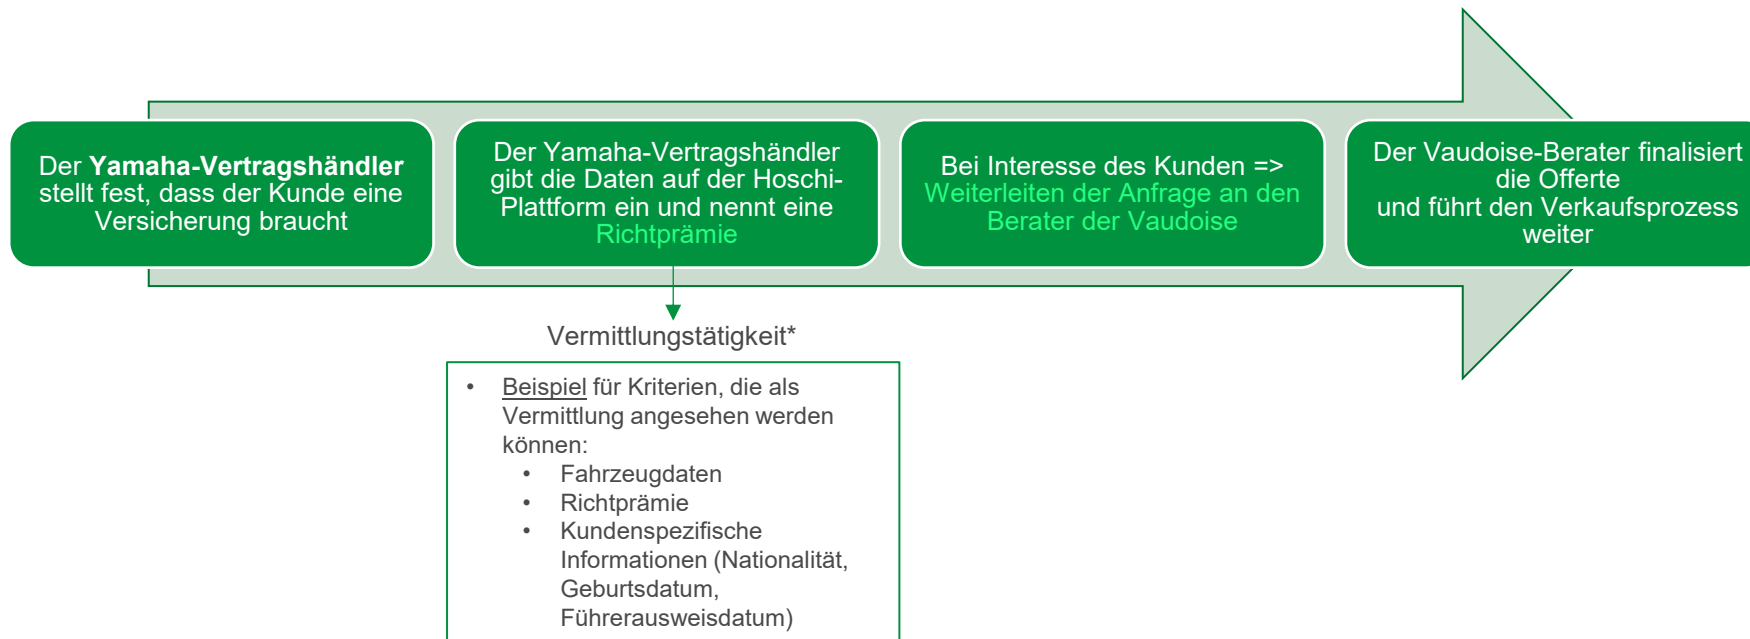 Der Yamaha-Vertragshändler
stellt fest, dass der Kunde eine
Versicherung braucht
Der Yamaha-Vertragshändler
gibt die Daten auf der Hoschi-
Plattform ein und nennt eine
Richtprämie
Bei Interesse des Kunden =>
Weiterleiten der Anfrage an den
Berater der Vaudoise
Der Vaudoise-Berater finalisiert
die Offerte
und führt den Verkaufsprozess
weiter
Vermittlungstätigkeit*
• Beispiel für Kriterien, die als
Vermittlung angesehen werden
können:
• Fahrzeugdaten
• Richtprämie
• Kundenspezifische
Informationen (Nationalität,
Geburtsdatum,
Führerausweisdatum)